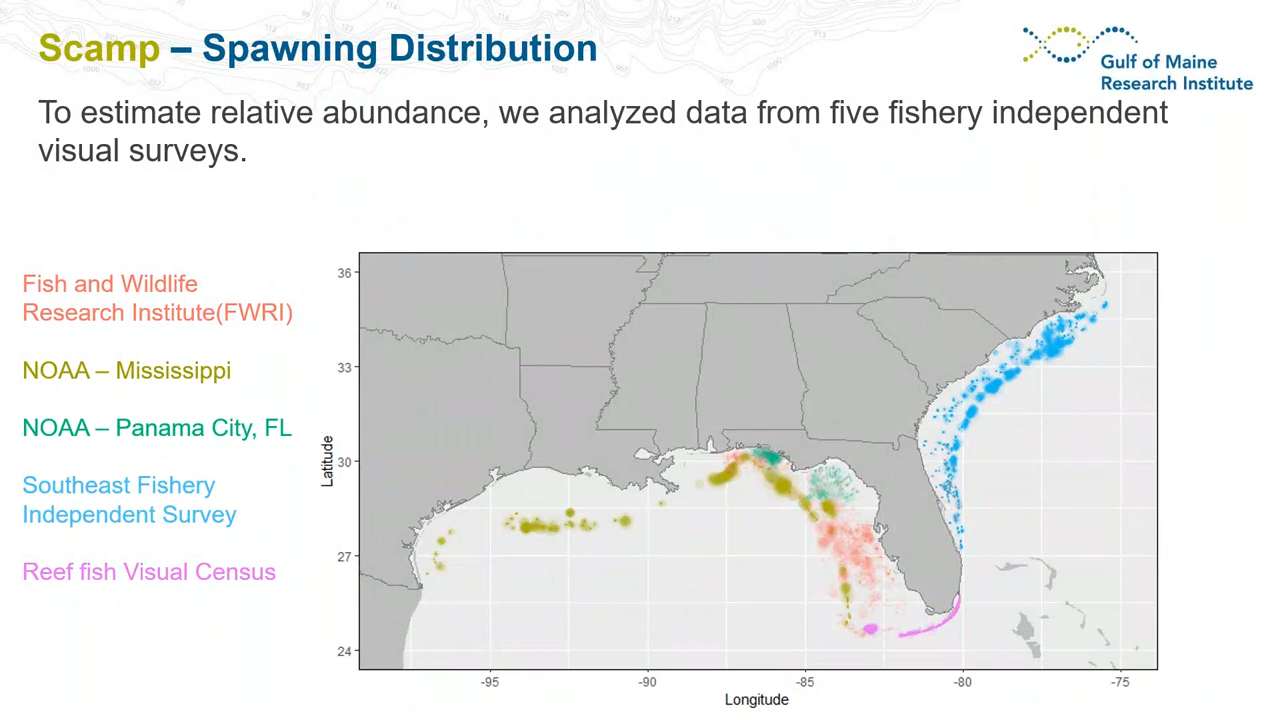 Scamp – Spawning Distribution
Gulf of Maine
Research Institute
To estimate relative abundance, we analyzed data from five fishery independent
visual surveys.
Fish and Wildlife
Research Institute(FWRI)
NOAA – Mississippi
NOAA – Panama City, FL
Southeast Fishery
Independent Survey
Reef fish Visual Census
Latitude
36
33
30
27
24
-95
-90
-85
-80
-75
Longitude